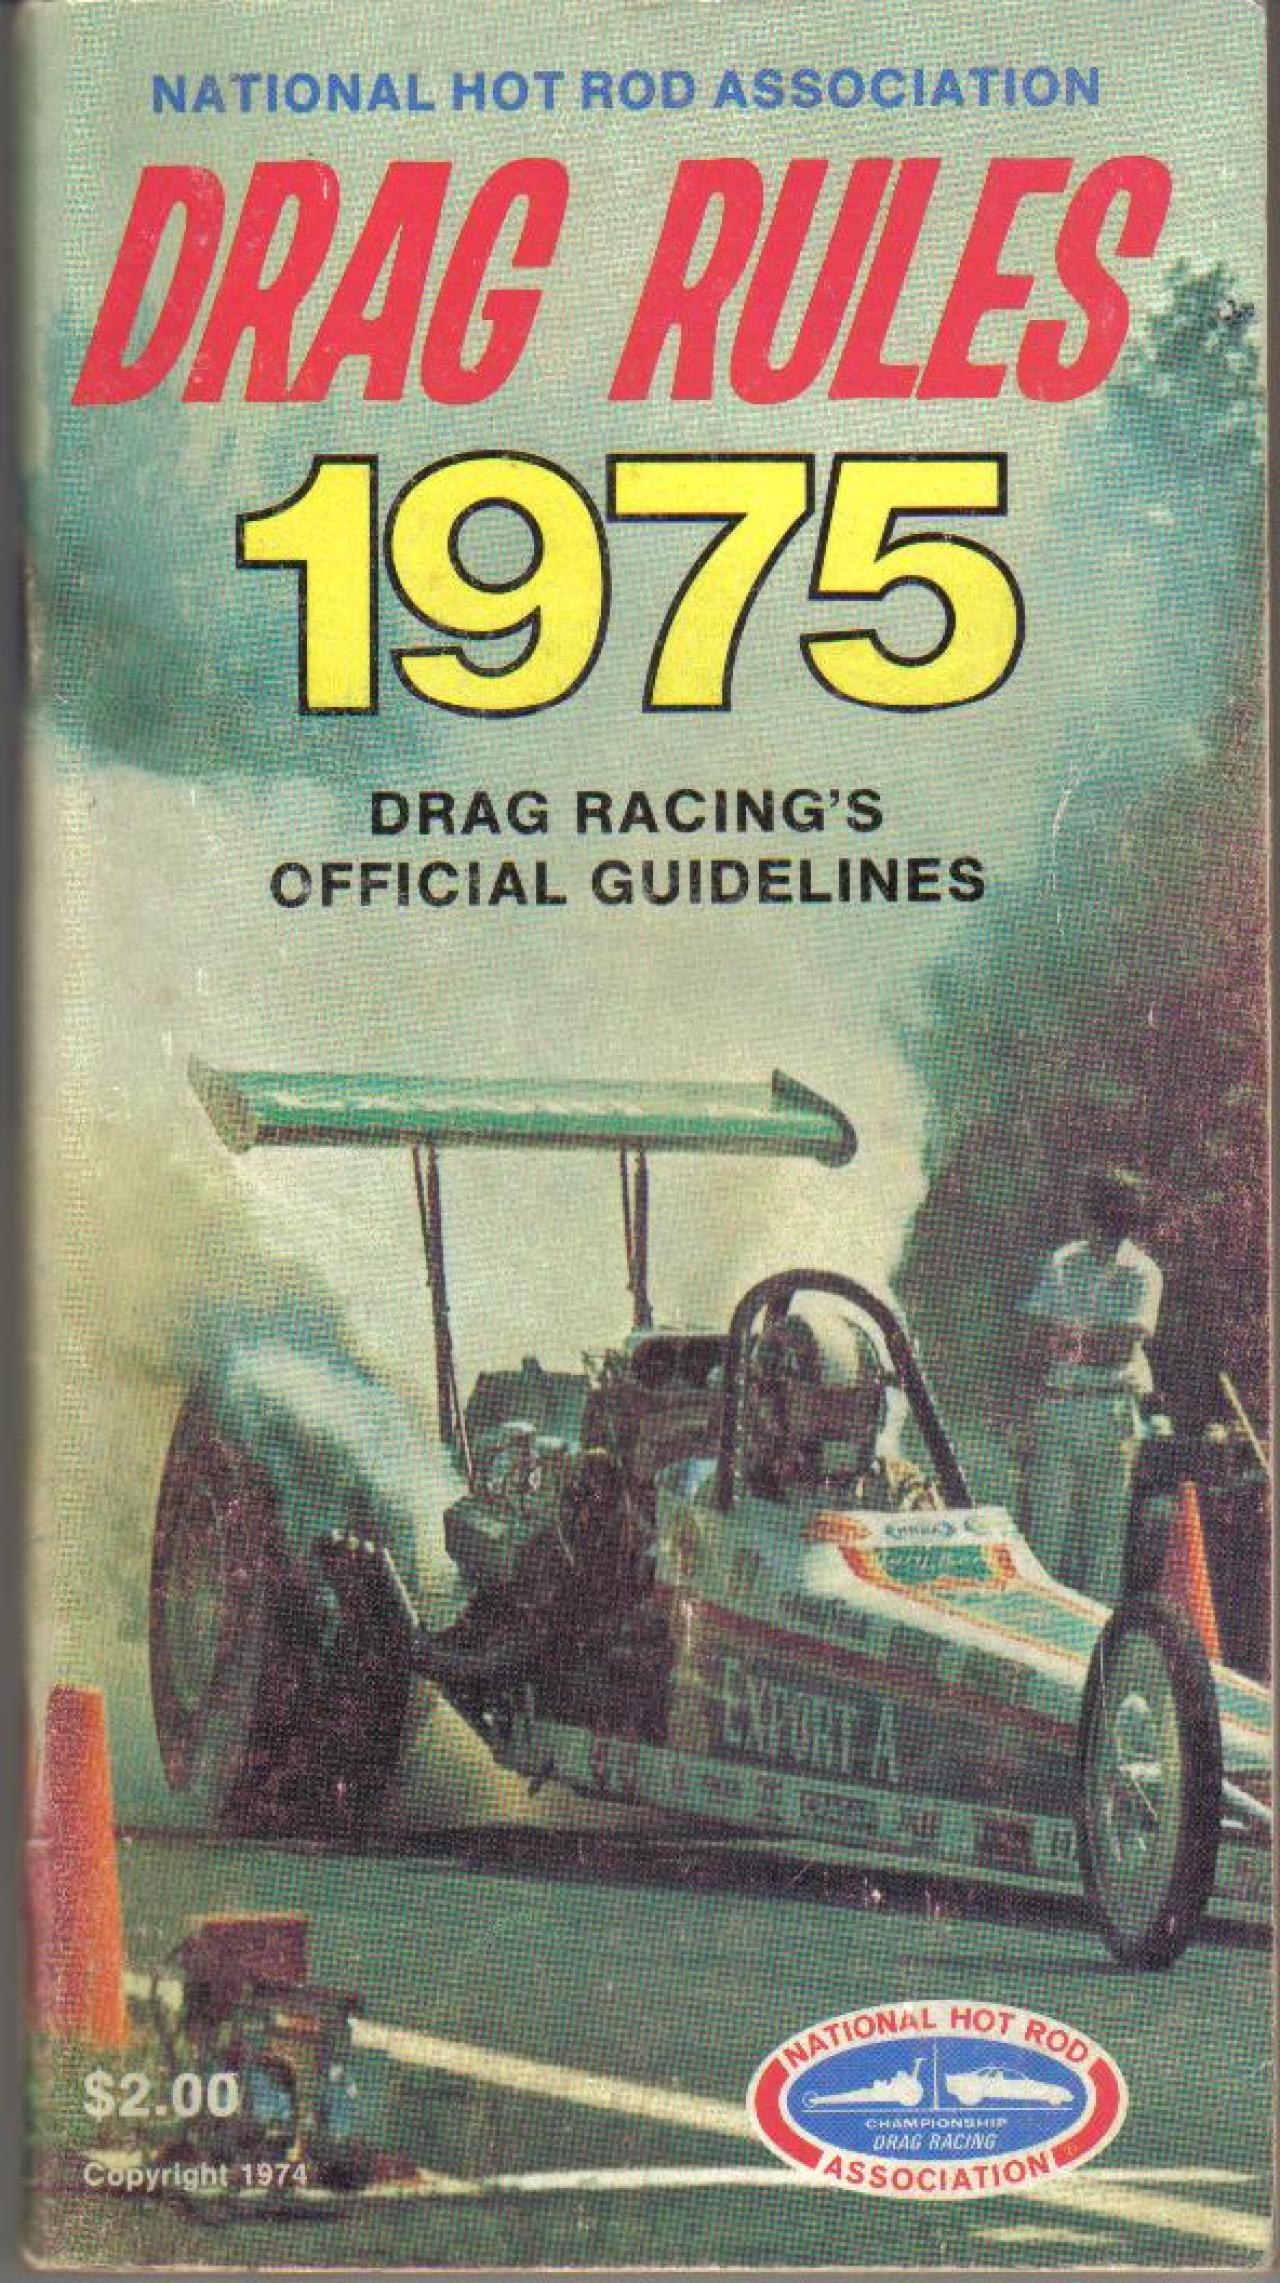 NATIONAL HOT ROD ASSOCIATION
DRAG RULES
1975
DRAG RACING'S
OFFICIAL GUIDELINES
EXPORT A
$2.00
Copyright 1974
NATIONAL HOT ROD
CHAMPIONSHIP
DRAG RACING
ASSOCIATION